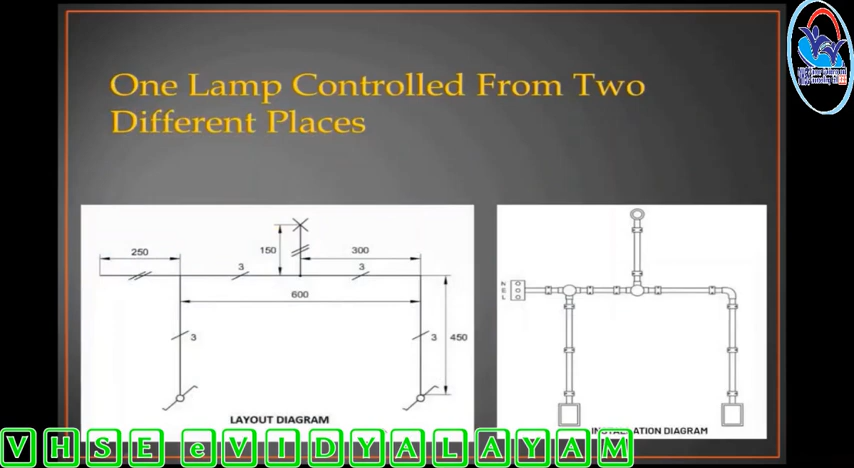 One Lamp Controlled From Two
Different Places
250
150
300
3
3
600
3
3
450
LAYOUT DIAGRAM
N
E
L
DIAGRAM
VHSE eVIDYALAYAM